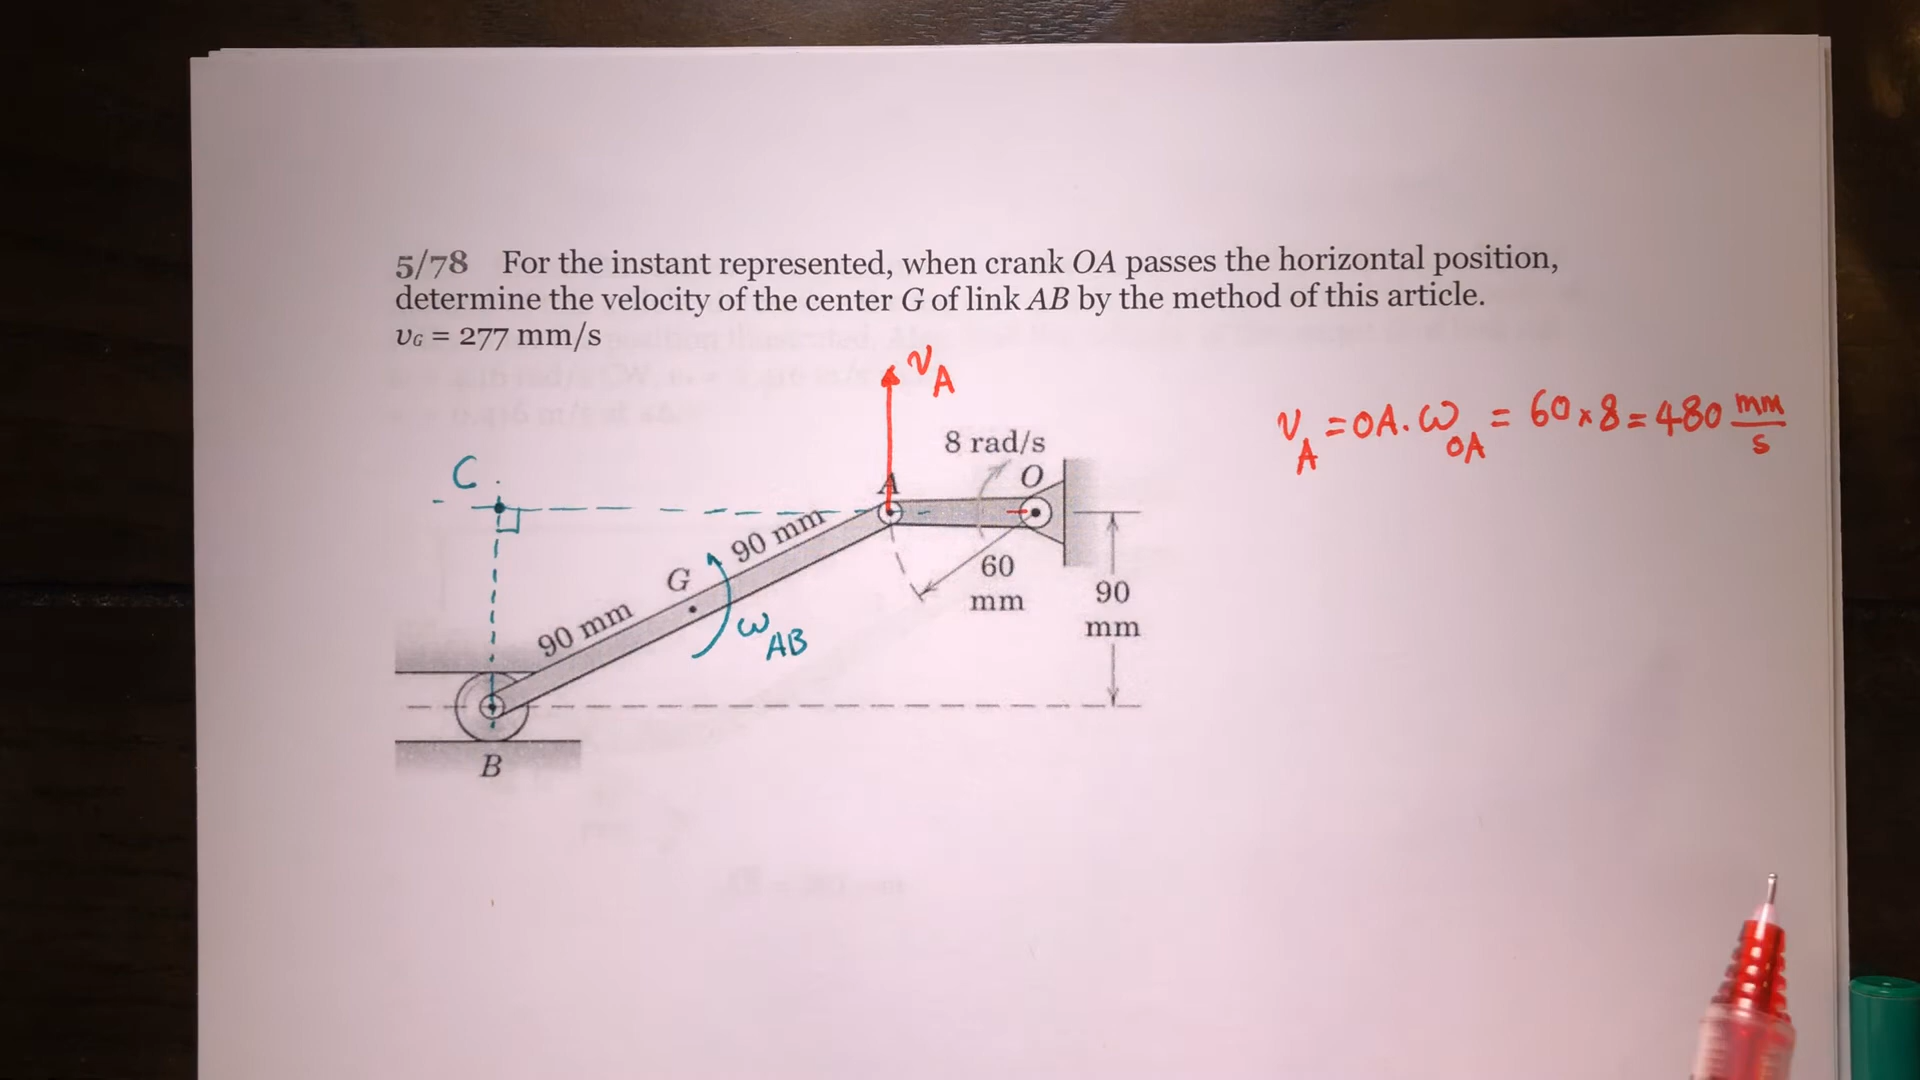 5/78 For the instant represented, when crank OA passes the horizontal position,
determine the velocity of the center G of link AB by the method of this article.
vG = 277 mm/s
vA
vA = OA . ωOA = 60 × 8 = 480 mm/s
8 rad/s
C
A
O
90 mm
G
60
mm
90
mm
90 mm
ωAB
B